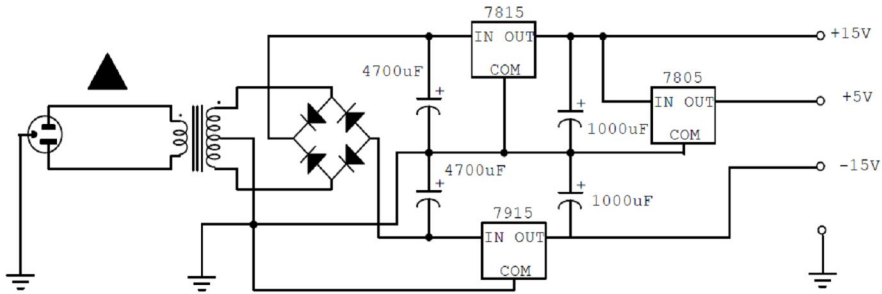 7815
IN OUT
COM
+15V
4700uF
+
+
1000uF
7805
IN OUT
COM
+5V
4700uF
+
+
1000uF
-15V
7915
IN OUT
COM